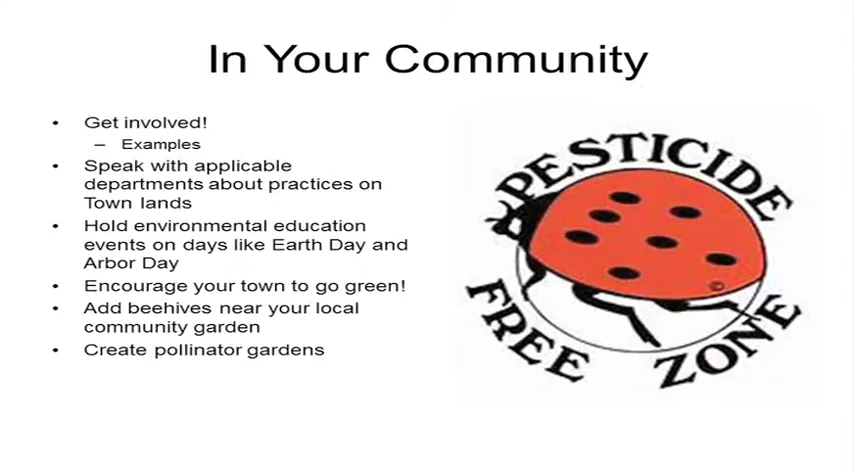 In Your Community
• Get involved!
– Examples
• Speak with applicable
departments about practices on
Town lands
• Hold environmental education
events on days like Earth Day and
Arbor Day
• Encourage your town to go green!
• Add beehives near your local
community garden
• Create pollinator gardens
PESTICIDE
FREE ZONE
©